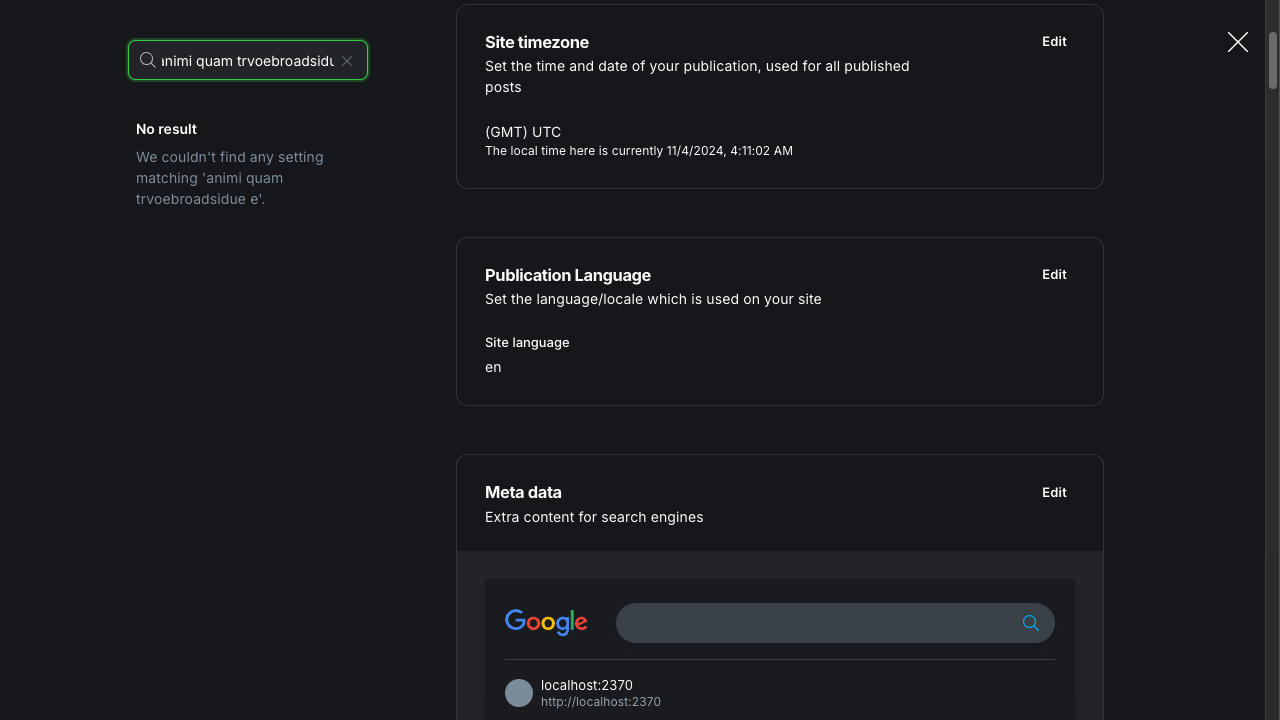 animi quam trvoebroadsidu
No result
We couldn't find any setting
matching 'animi quam
trvoebroadsidue e'.
Site timezone
Edit
Set the time and date of your publication, used for all published
posts
(GMT) UTC
The local time here is currently 11/4/2024, 4:11:02 AM
Publication Language
Edit
Set the language/locale which is used on your site
Site language
en
Meta data
Edit
Extra content for search engines
Google
localhost:2370
http://localhost:2370